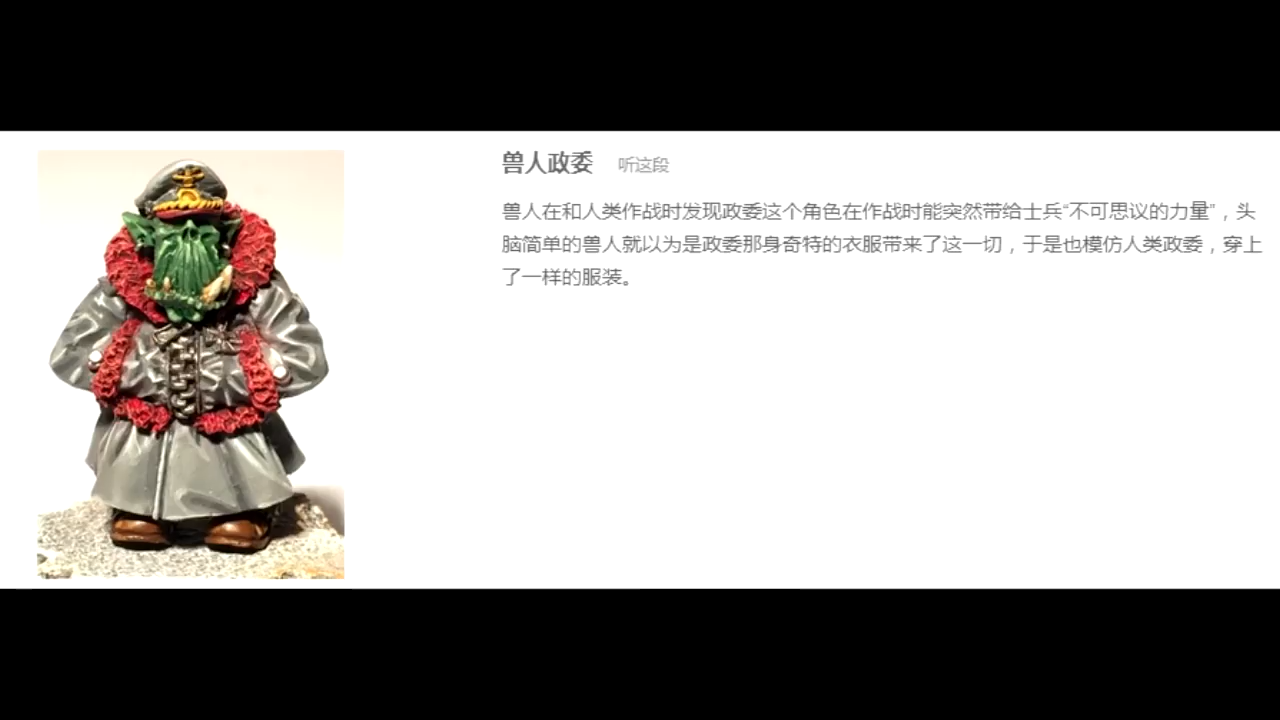 兽人政委 听这段
兽人在和人类作战时发现政委这个角色在作战时能突然带给士兵“不可思议的力量”，头
脑简单的兽人就以为是政委那身奇特的衣服带来了这一切，于是也模仿人类政委，穿上
了一样的服装。